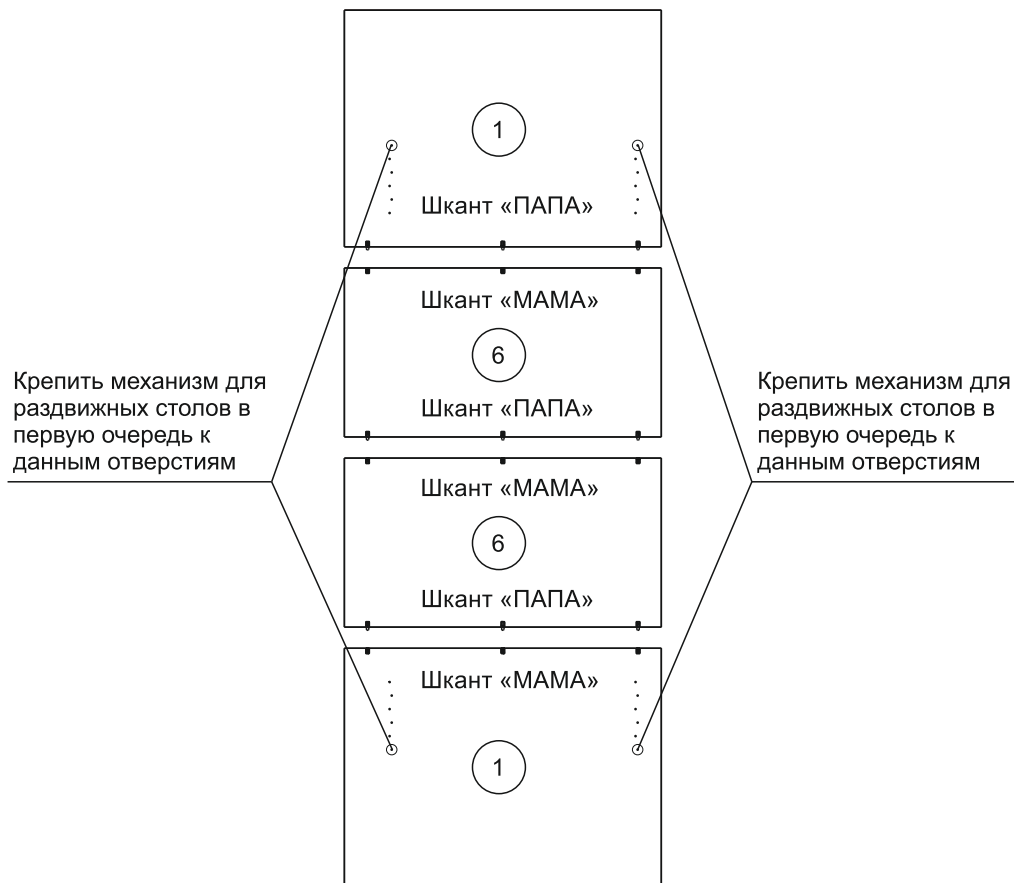 1
Шкант «ПАПА»
Шкант «МАМА»
6
Шкант «ПАПА»
Крепить механизм для
раздвижных столов в
первую очередь к
данным отверстиям
Крепить механизм для
раздвижных столов в
первую очередь к
данным отверстиям
Шкант «МАМА»
6
Шкант «ПАПА»
Шкант «МАМА»
1